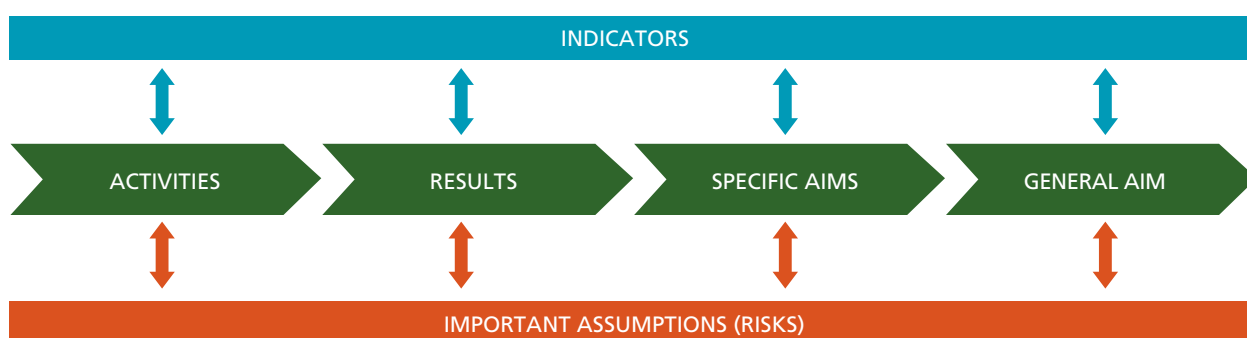 INDICATORS
ACTIVITIES
RESULTS
SPECIFIC AIMS
GENERAL AIM
IMPORTANT ASSUMPTIONS (RISKS)